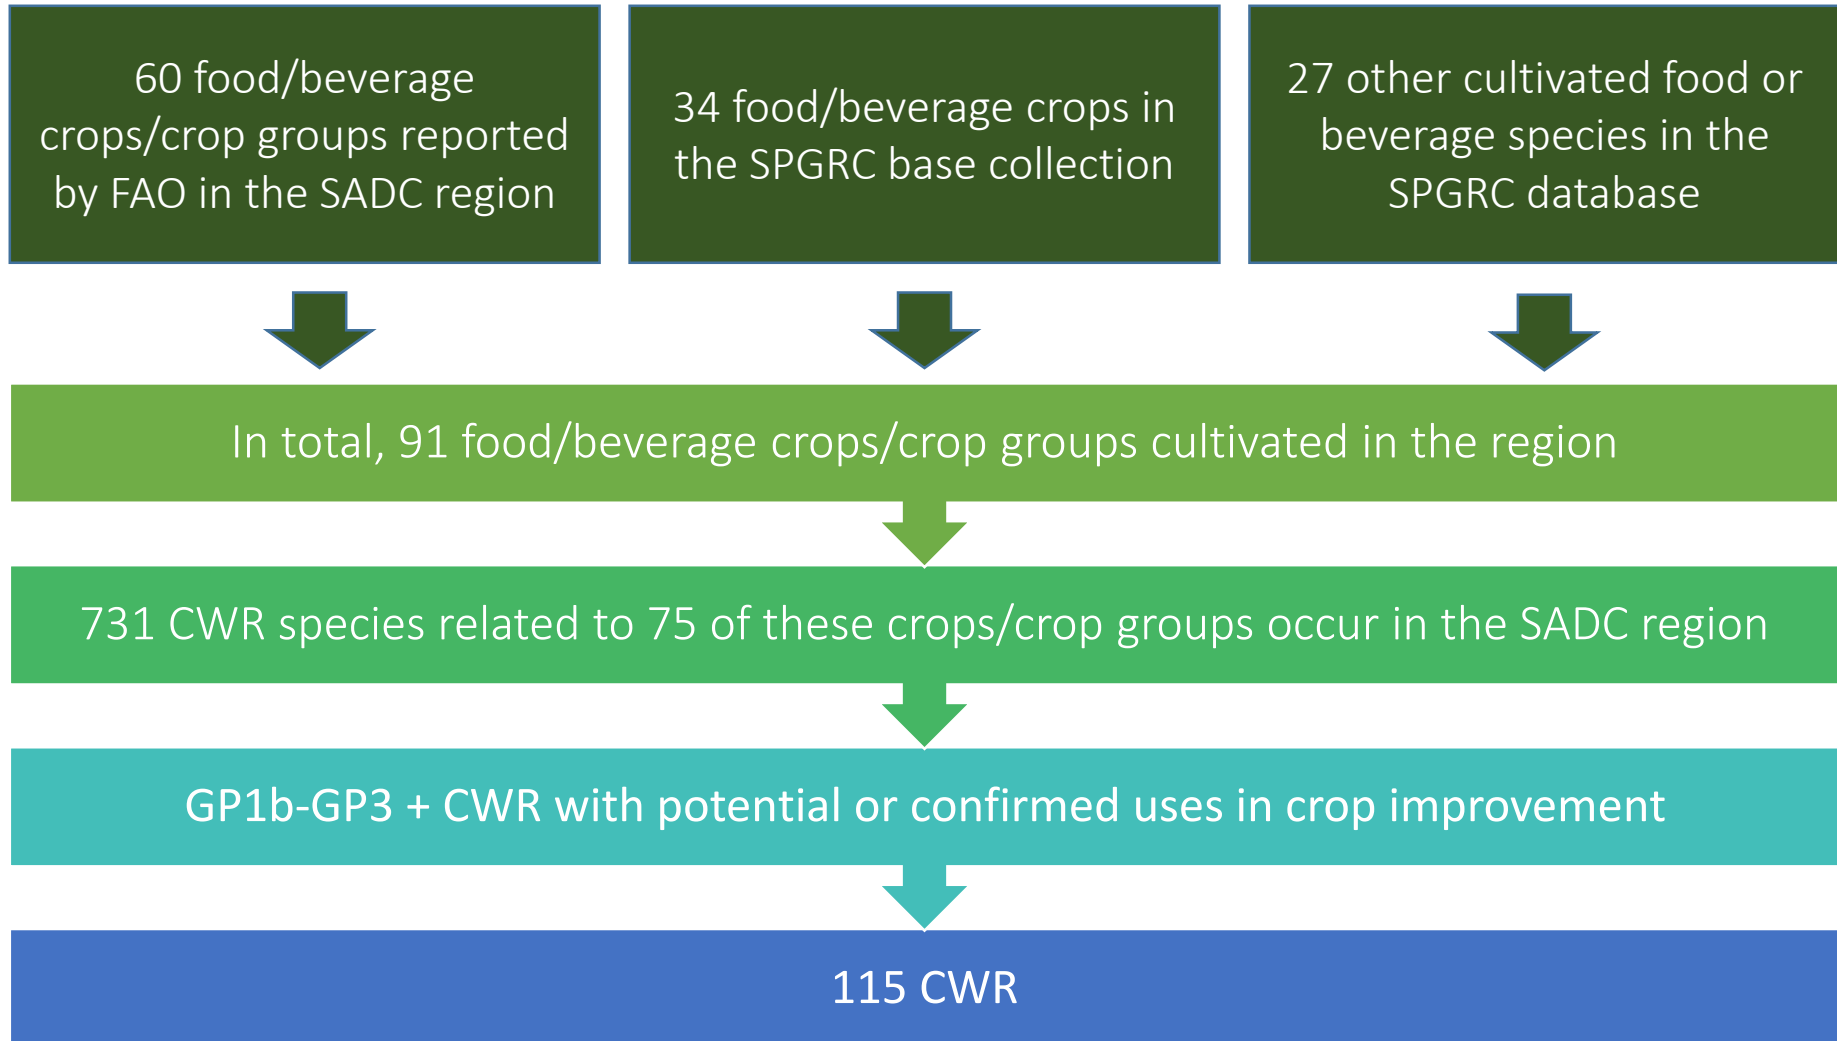 60 food/beverage
crops/crop groups reported
by FAO in the SADC region
34 food/beverage crops in
the SPGRC base collection
27 other cultivated food or
beverage species in the
SPGRC database
In total, 91 food/beverage crops/crop groups cultivated in the region
731 CWR species related to 75 of these crops/crop groups occur in the SADC region
GP1b-GP3 + CWR with potential or confirmed uses in crop improvement
115 CWR